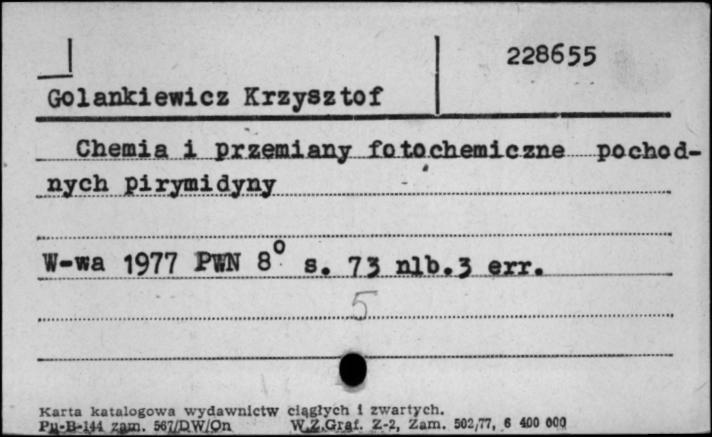 228655
Golankiewicz Krzysztof
Chemia i przemiany fotochemiczne pochod-
nych pirymidyny
W-wa 1977 PWN 8° s. 73 nlb.3 err.
5
Karta katalogowa wydawnictw ciągłych i zwartych.
Pu-B-144 zam. 567/DW/On W.Z.Graf. Z-2, Zam. 502/77, 6 400 000